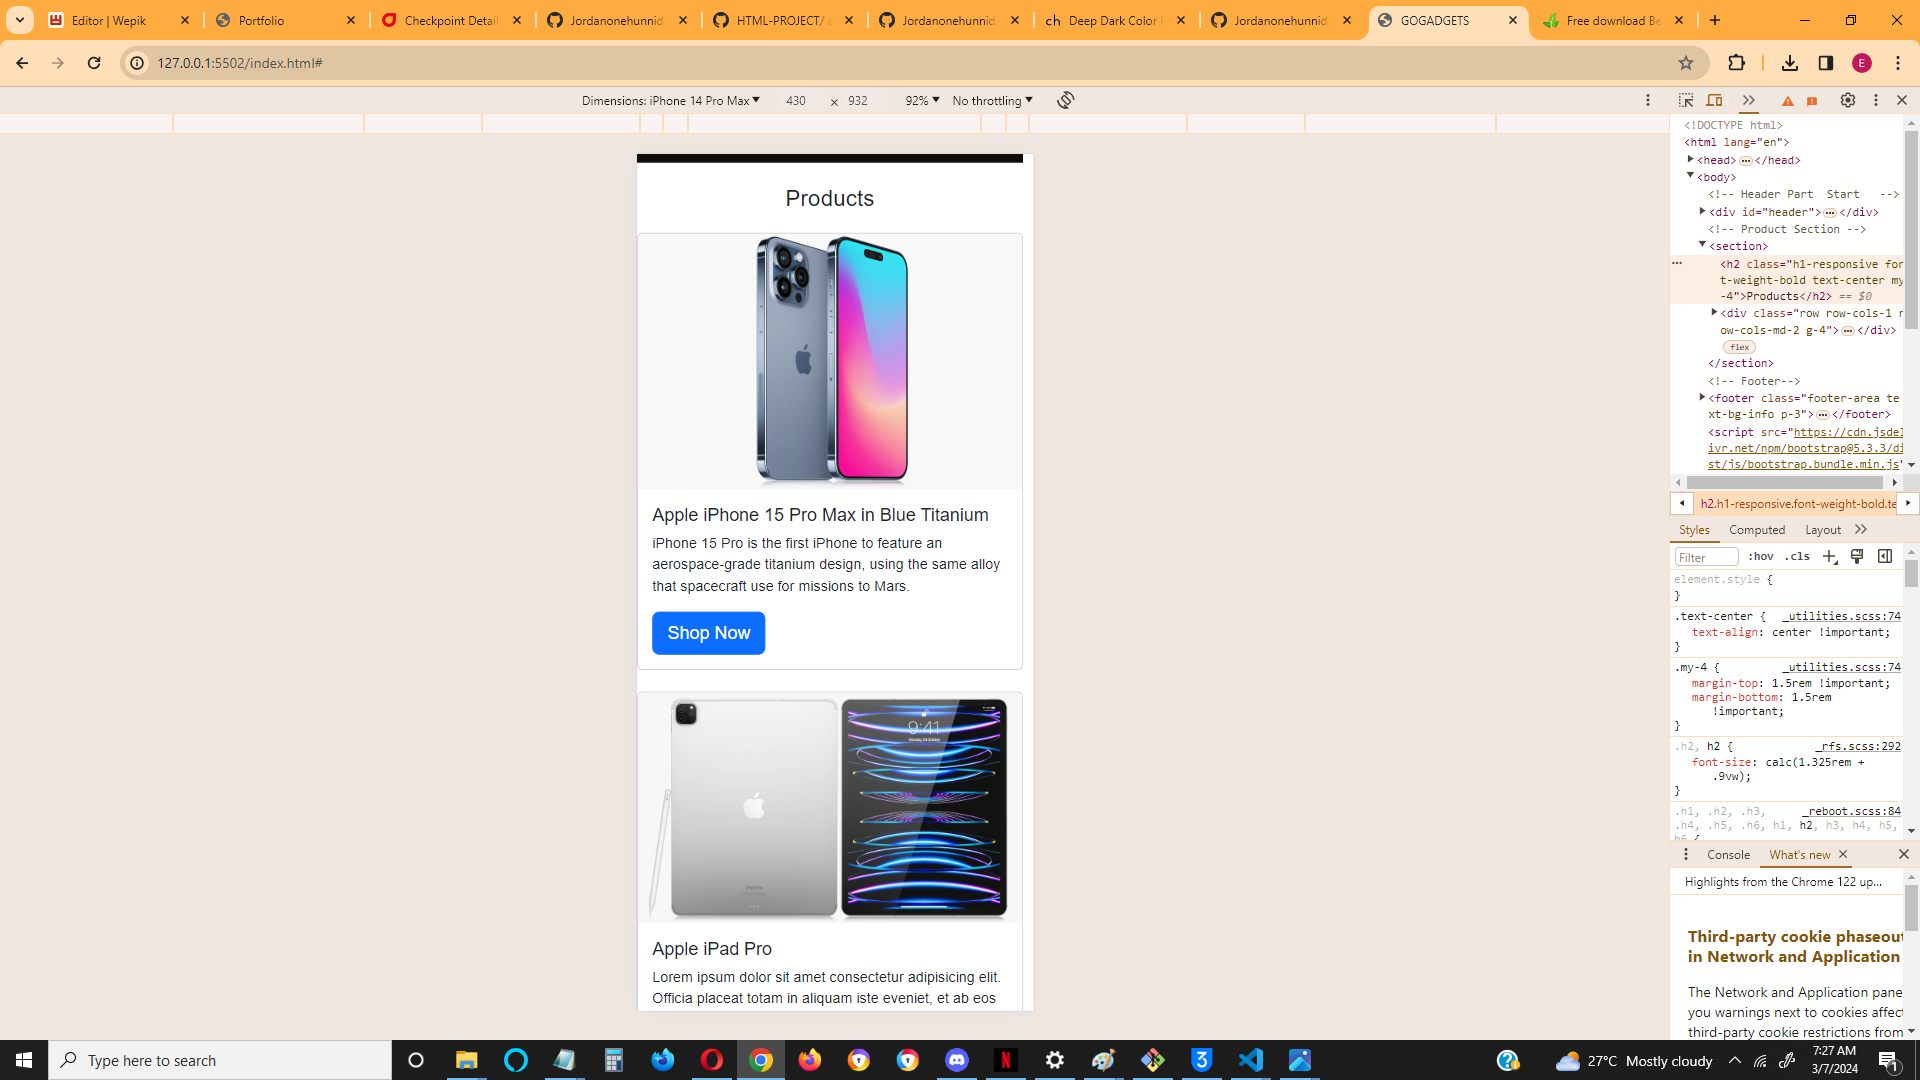 Editor | Wepik
Portfolio
Checkpoint Detail
Jordanonehunnid
HTML-PROJECT/ a
Jordanonehunnid
Deep Dark Color P
Jordanonehunnid
GOGADGETS
Free download Be
127.0.0.1:5502/index.html#
E
Dimensions: iPhone 14 Pro Max
430
×
932
92%
No throttling
Products
Apple iPhone 15 Pro Max in Blue Titanium
iPhone 15 Pro is the first iPhone to feature an
aerospace-grade titanium design, using the same alloy
that spacecraft use for missions to Mars.
Shop Now
9:41
Apple iPad Pro
Lorem ipsum dolor sit amet consectetur adipisicing elit.
Officia placeat totam in aliquam iste eveniet, et ab eos
<!DOCTYPE html>
<html lang="en">
<head> ⋯ </head>
<body>
<!-- Header Part  Start   -->
<div id="header"> ⋯ </div>
<!-- Product Section -->
<section>
<h2 class="h1-responsive fon
t-weight-bold text-center my
-4">Products</h2> == $0
<div class="row row-cols-1 r
ow-cols-md-2 g-4"> ⋯ </div>
flex
</section>
<!-- Footer-->
<footer class="footer-area te
xt-bg-info p-3"> ⋯ </footer>
<script src="https://cdn.jsdel
ivr.net/npm/bootstrap@5.3.3/di
st/js/bootstrap.bundle.min.js"
h2.h1-responsive.font-weight-bold.te
Styles
Computed
Layout
Filter
:hov
.cls
element.style {
}
.text-center {
_utilities.scss:74
text-align: center !important;
}
.my-4 {
_utilities.scss:74
margin-top: 1.5rem !important;
margin-bottom: 1.5rem
!important;
}
.h2, h2 {
_rfs.scss:292
font-size: calc(1.325rem +
.9vw);
}
.h1, .h2, .h3,
_reboot.scss:84
.h4, .h5, .h6, h1, h2, h3, h4, h5,
h6 {
Console
What's new
Highlights from the Chrome 122 up...
Third-party cookie phaseout
in Network and Application
The Network and Application pane
you warnings next to cookies affect
third-party cookie restrictions from
Type here to search
27°C
Mostly cloudy
7:27 AM
3/7/2024
1